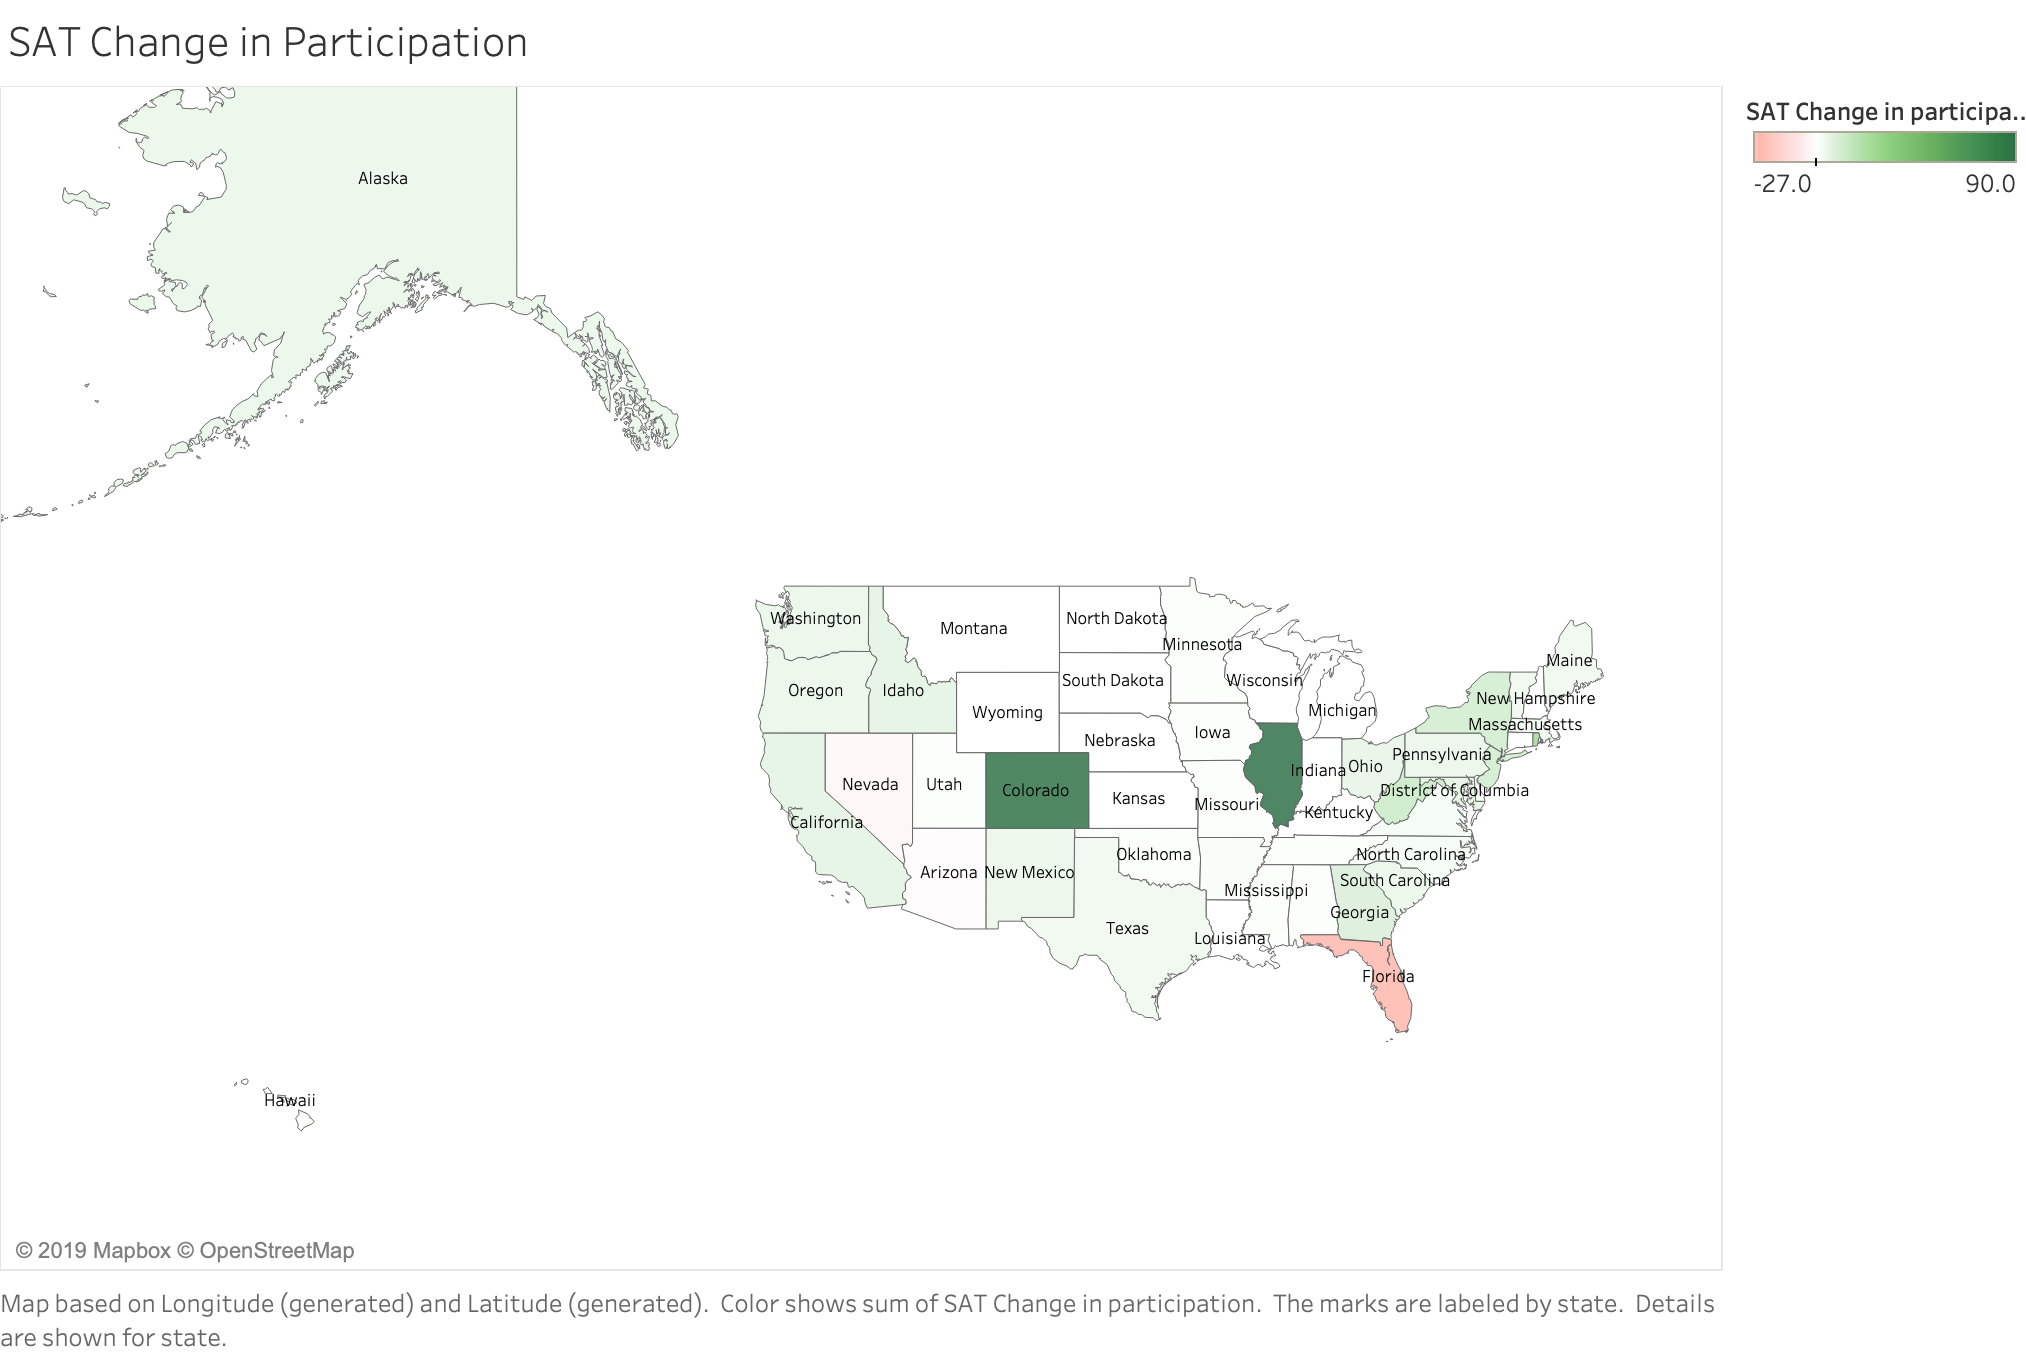 SAT Change in Participation
SAT Change in participa..
-27.0 90.0
Alaska
Washington
Montana
North Dakota
Minnesota
Maine
Oregon
Idaho
South Dakota
Wisconsin
New Hampshire
Wyoming
Michigan
Massachusetts
Nebraska
Iowa
Pennsylvania
Nevada
Utah
Colorado
Kansas
Indiana
Ohio
District of Columbia
Missouri
Kentucky
California
Oklahoma
North Carolina
Arizona
New Mexico
Mississippi
South Carolina
Georgia
Texas
Louisiana
Florida
Hawaii
© 2019 Mapbox © OpenStreetMap
Map based on Longitude (generated) and Latitude (generated).  Color shows sum of SAT Change in participation.  The marks are labeled by state.  Details
are shown for state.